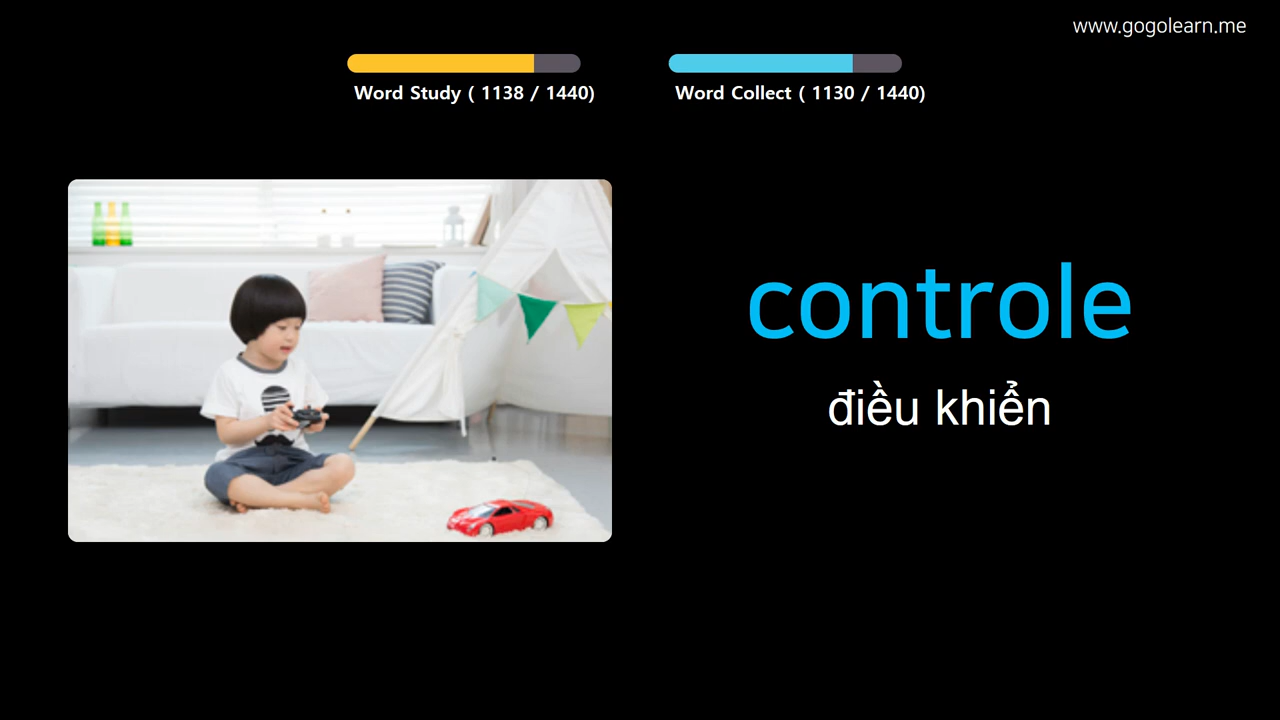 www.gogolearn.me
Word Study ( 1138 / 1440)
Word Collect ( 1130 / 1440)
controle
điều khiển